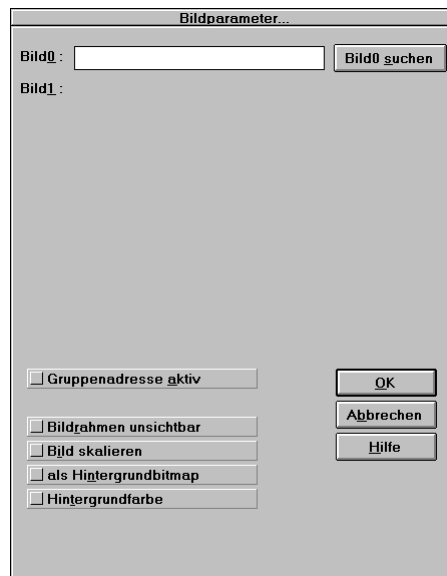 Bildparameter...
Bild0 : Bild0 suchen
Bild1 :
Gruppenadresse aktiv
OK
Abbrechen
Bildrahmen unsichtbar
Bild skalieren
Hilfe
als Hintergrundbitmap
Hintergrundfarbe